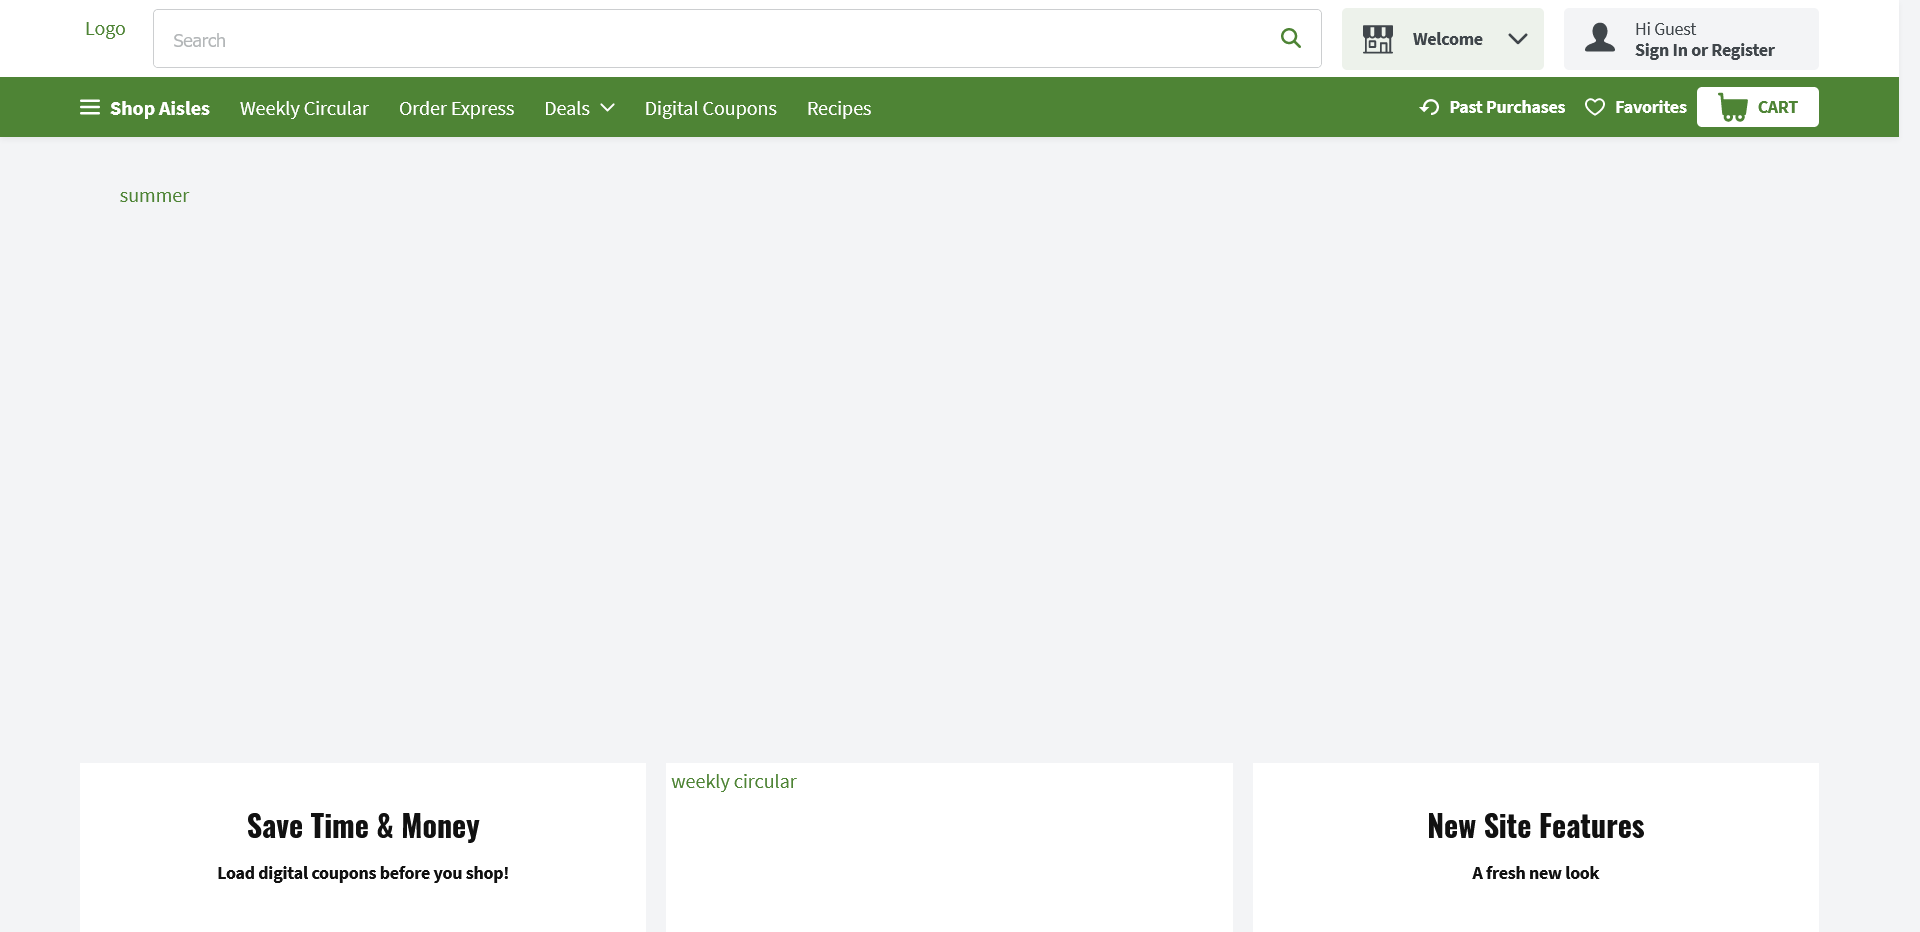 Logo
Search
Welcome
Hi Guest
Sign In or Register
Shop Aisles
Weekly Circular
Order Express
Deals
Digital Coupons
Recipes
Past Purchases
Favorites
CART
summer
Save Time & Money
Load digital coupons before you shop!
weekly circular
New Site Features
A fresh new look